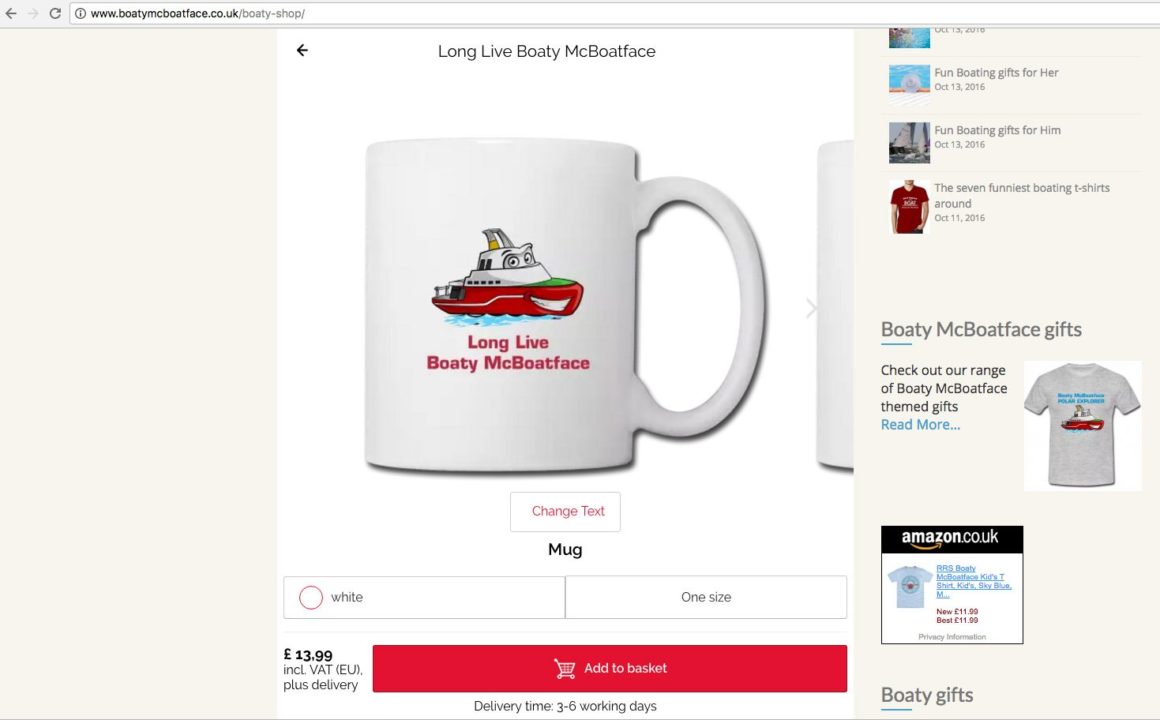 www.boatymcboatface.co.uk/boaty-shop/
Long Live Boaty McBoatface
Long Live
Boaty McBoatface
Change Text
Mug
white
One size
£ 13,99
incl. VAT (EU),
plus delivery
Add to basket
Delivery time: 3-6 working days
Oct 13, 2016
Fun Boating gifts for Her
Oct 13, 2016
Fun Boating gifts for Him
Oct 13, 2016
The seven funniest boating t-shirts
around
Oct 11, 2016
BOAT
Boaty McBoatface gifts
Check out our range
of Boaty McBoatface
themed gifts
Read More...
Boaty McBoatface
POLAR EXPLORER
amazon.co.uk
RRS Boaty
McBoatface Kid's T
Shirt, Kid's, Sky Blue,
M...
New £11.99
Best £11.99
Privacy Information
Boaty gifts